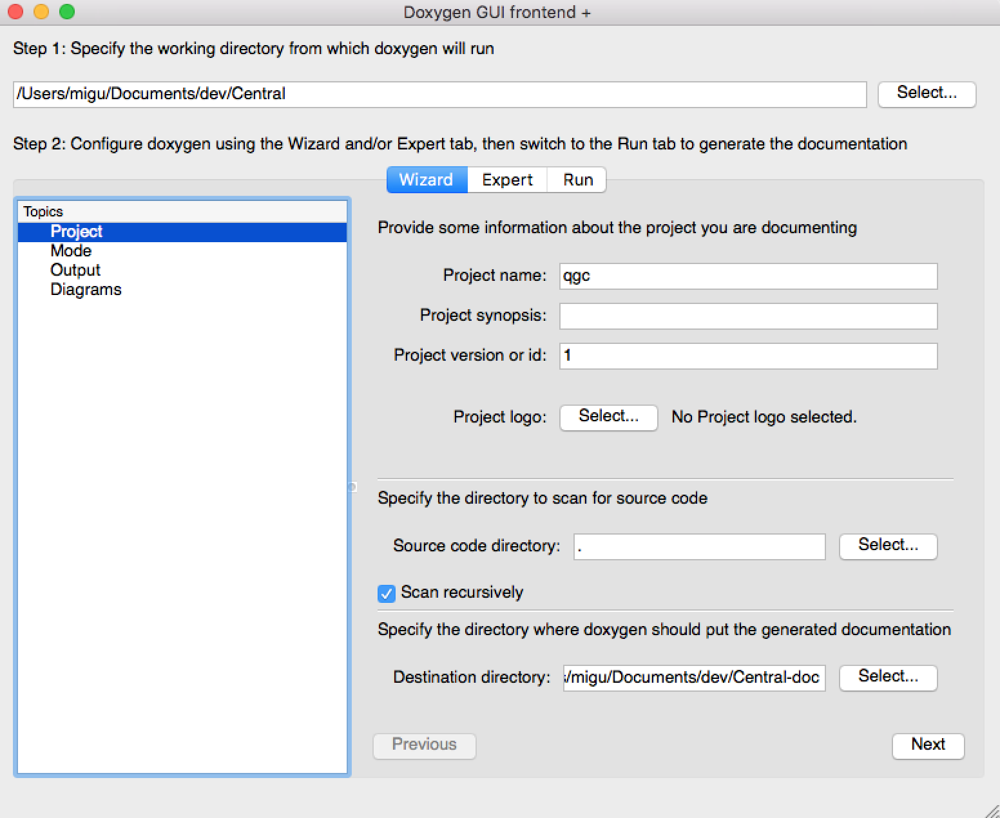 Doxygen GUI frontend +
Step 1: Specify the working directory from which doxygen will run
/Users/migu/Documents/dev/Central
Select...
Step 2: Configure doxygen using the Wizard and/or Expert tab, then switch to the Run tab to generate the documentation
Wizard
Expert
Run
Topics
Project
Mode
Output
Diagrams
Provide some information about the project you are documenting
Project name:
qgc
Project synopsis:
Project version or id:
1
Project logo:
Select...
No Project logo selected.
Specify the directory to scan for source code
Source code directory:
.
Select...
Scan recursively
Specify the directory where doxygen should put the generated documentation
Destination directory:
/migu/Documents/dev/Central-doc
Select...
Previous
Next